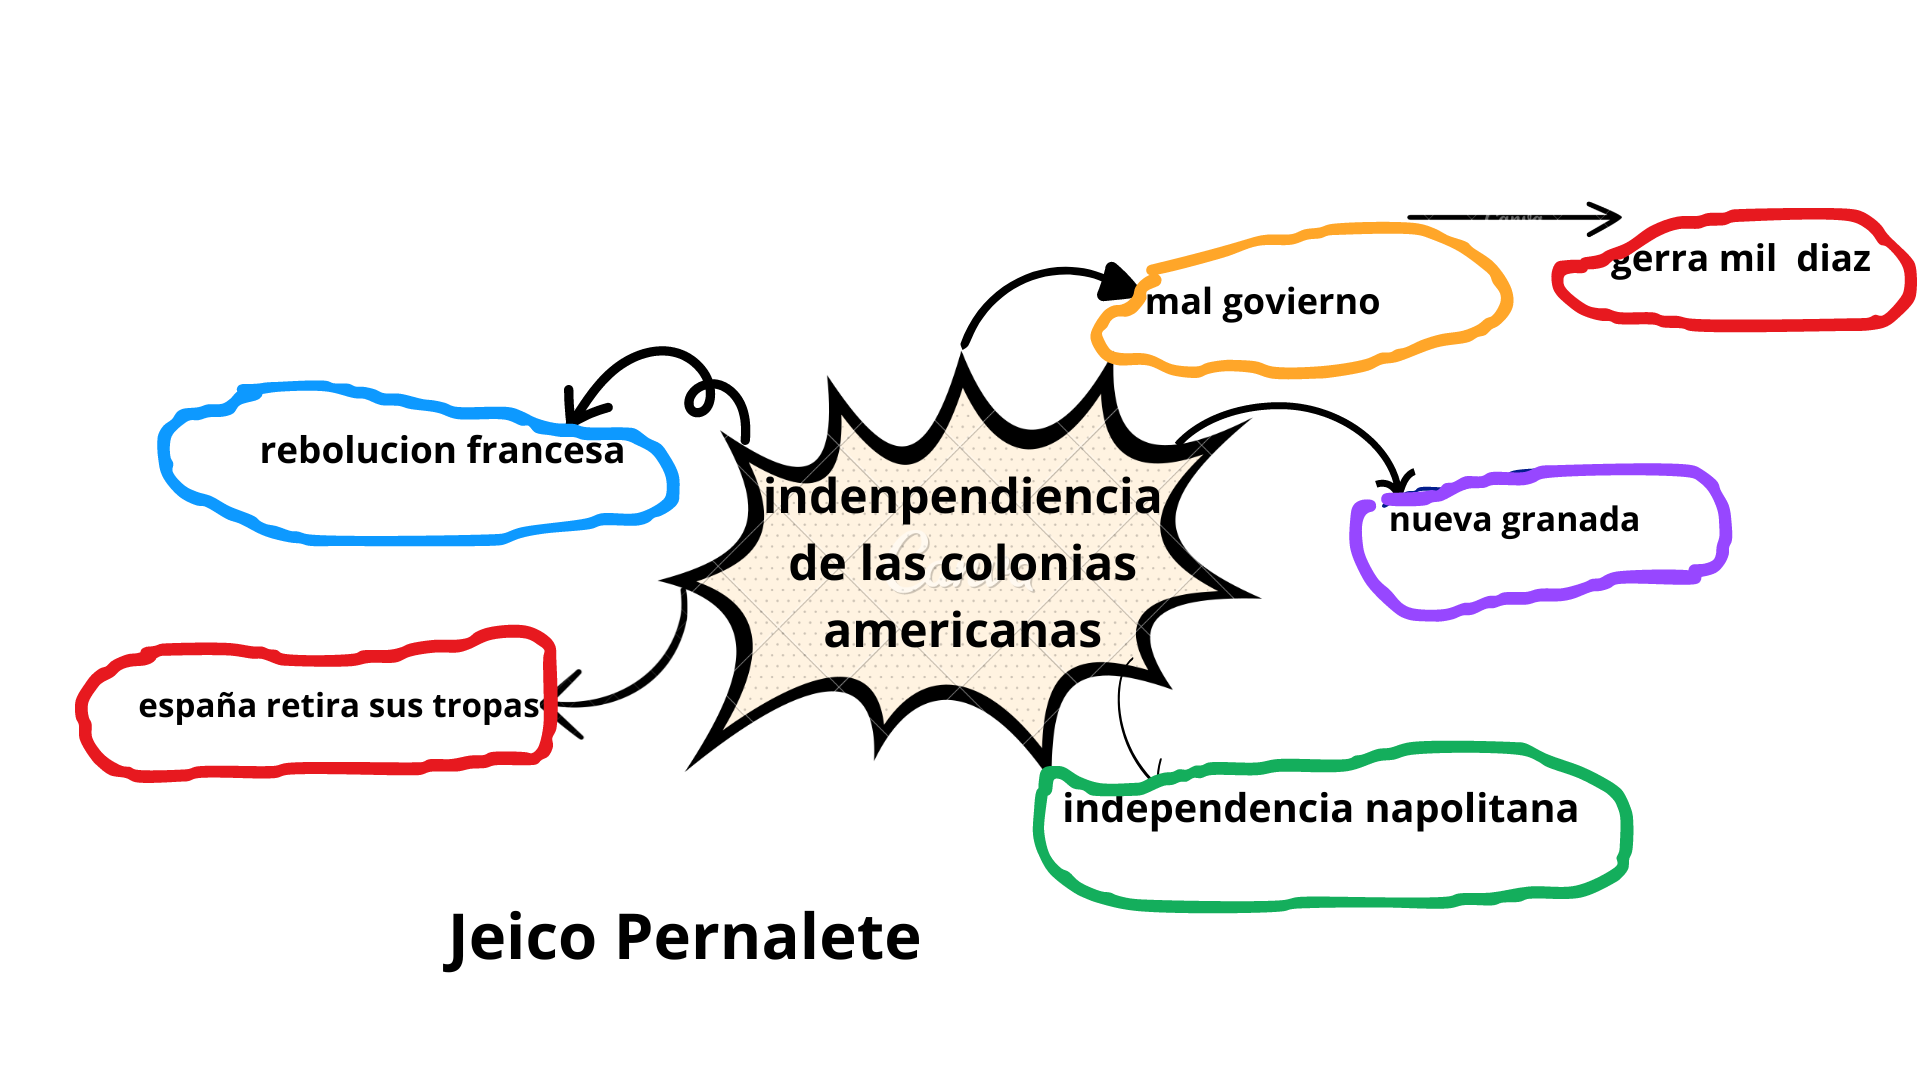 gerra mil diaz
mal govierno
rebolucion francesa
indenpendiencia
de las colonias
americanas
nueva granada
españa retira sus tropas
independencia napolitana
Jeico Pernalete
Canva